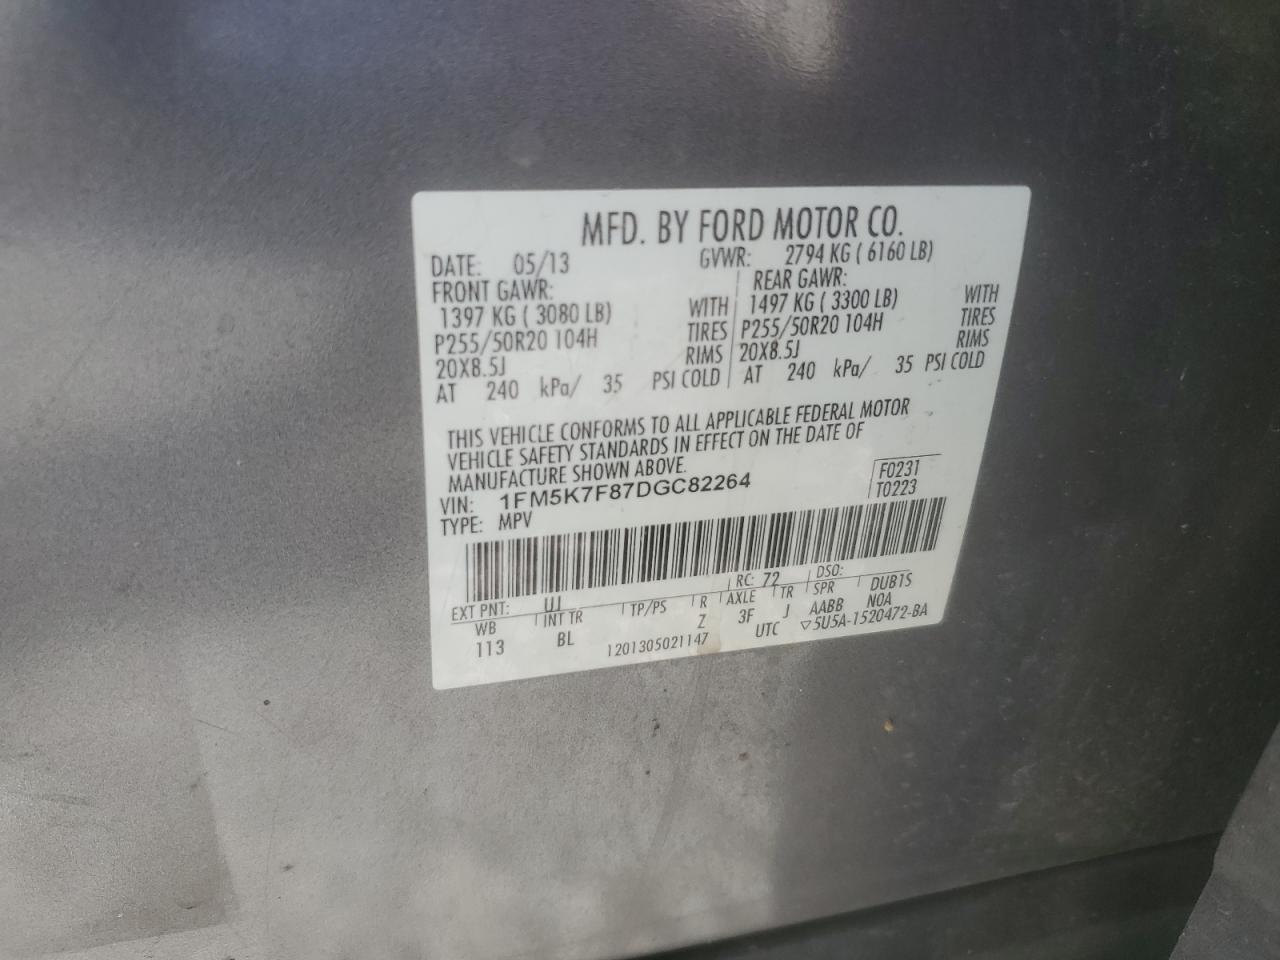 MFD. BY FORD MOTOR CO.
DATE: 05/13 GVWR: 2794 KG ( 6160 LB)
FRONT GAWR: REAR GAWR:
1397 KG ( 3080 LB) WITH 1497 KG ( 3300 LB) WITH
P255/50R20 104H TIRES P255/50R20 104H TIRES
20X8.5J RIMS 20X8.5J RIMS
AT 240 kPa/ 35 PSI COLD AT 240 kPa/ 35 PSI COLD
THIS VEHICLE CONFORMS TO ALL APPLICABLE FEDERAL MOTOR
VEHICLE SAFETY STANDARDS IN EFFECT ON THE DATE OF
MANUFACTURE SHOWN ABOVE.
VIN: 1FM5K7F87DGC82264 F0231
TYPE: MPV T0223
EXT PNT: UJ RC: 72 DSO:
WB INT TR TP/PS R AXLE TR SPR DUB1S
113 BL Z 3F J AABB N0A
1201305021147 UTC ▽5U5A-1520472-BA